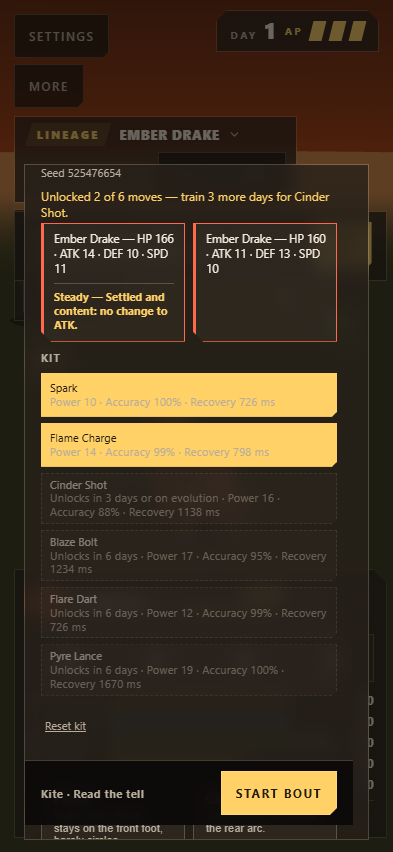 SETTINGS
DAY 1 AP
MORE
LINEAGE EMBER DRAKE
Seed 525476654
Unlocked 2 of 6 moves — train 3 more days for Cinder
Shot.
Ember Drake — HP 166
· ATK 14 · DEF 10 · SPD
11
Steady — Settled and
content: no change to
ATK.
Ember Drake — HP 160
· ATK 11 · DEF 13 · SPD
10
KIT
Spark
Power 10 · Accuracy 100% · Recovery 726 ms
Flame Charge
Power 14 · Accuracy 99% · Recovery 798 ms
Cinder Shot
Unlocks in 3 days or on evolution · Power 16 ·
Accuracy 88% · Recovery 1138 ms
Blaze Bolt
Unlocks in 6 days · Power 17 · Accuracy 95% · Recovery
1234 ms
Flare Dart
Unlocks in 6 days · Power 12 · Accuracy 99% · Recovery
726 ms
Pyre Lance
Unlocks in 6 days · Power 19 · Accuracy 100% ·
Recovery 1670 ms
Reset kit
Kite · Read the tell
START BOUT
stays on the front foot,
barely circles.
the rear arc.